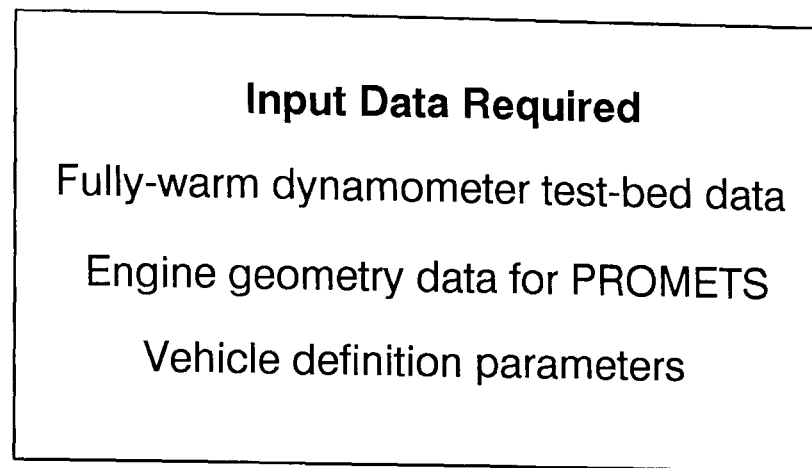 Input Data Required
Fully-warm dynamometer test-bed data
Engine geometry data for PROMETS
Vehicle definition parameters